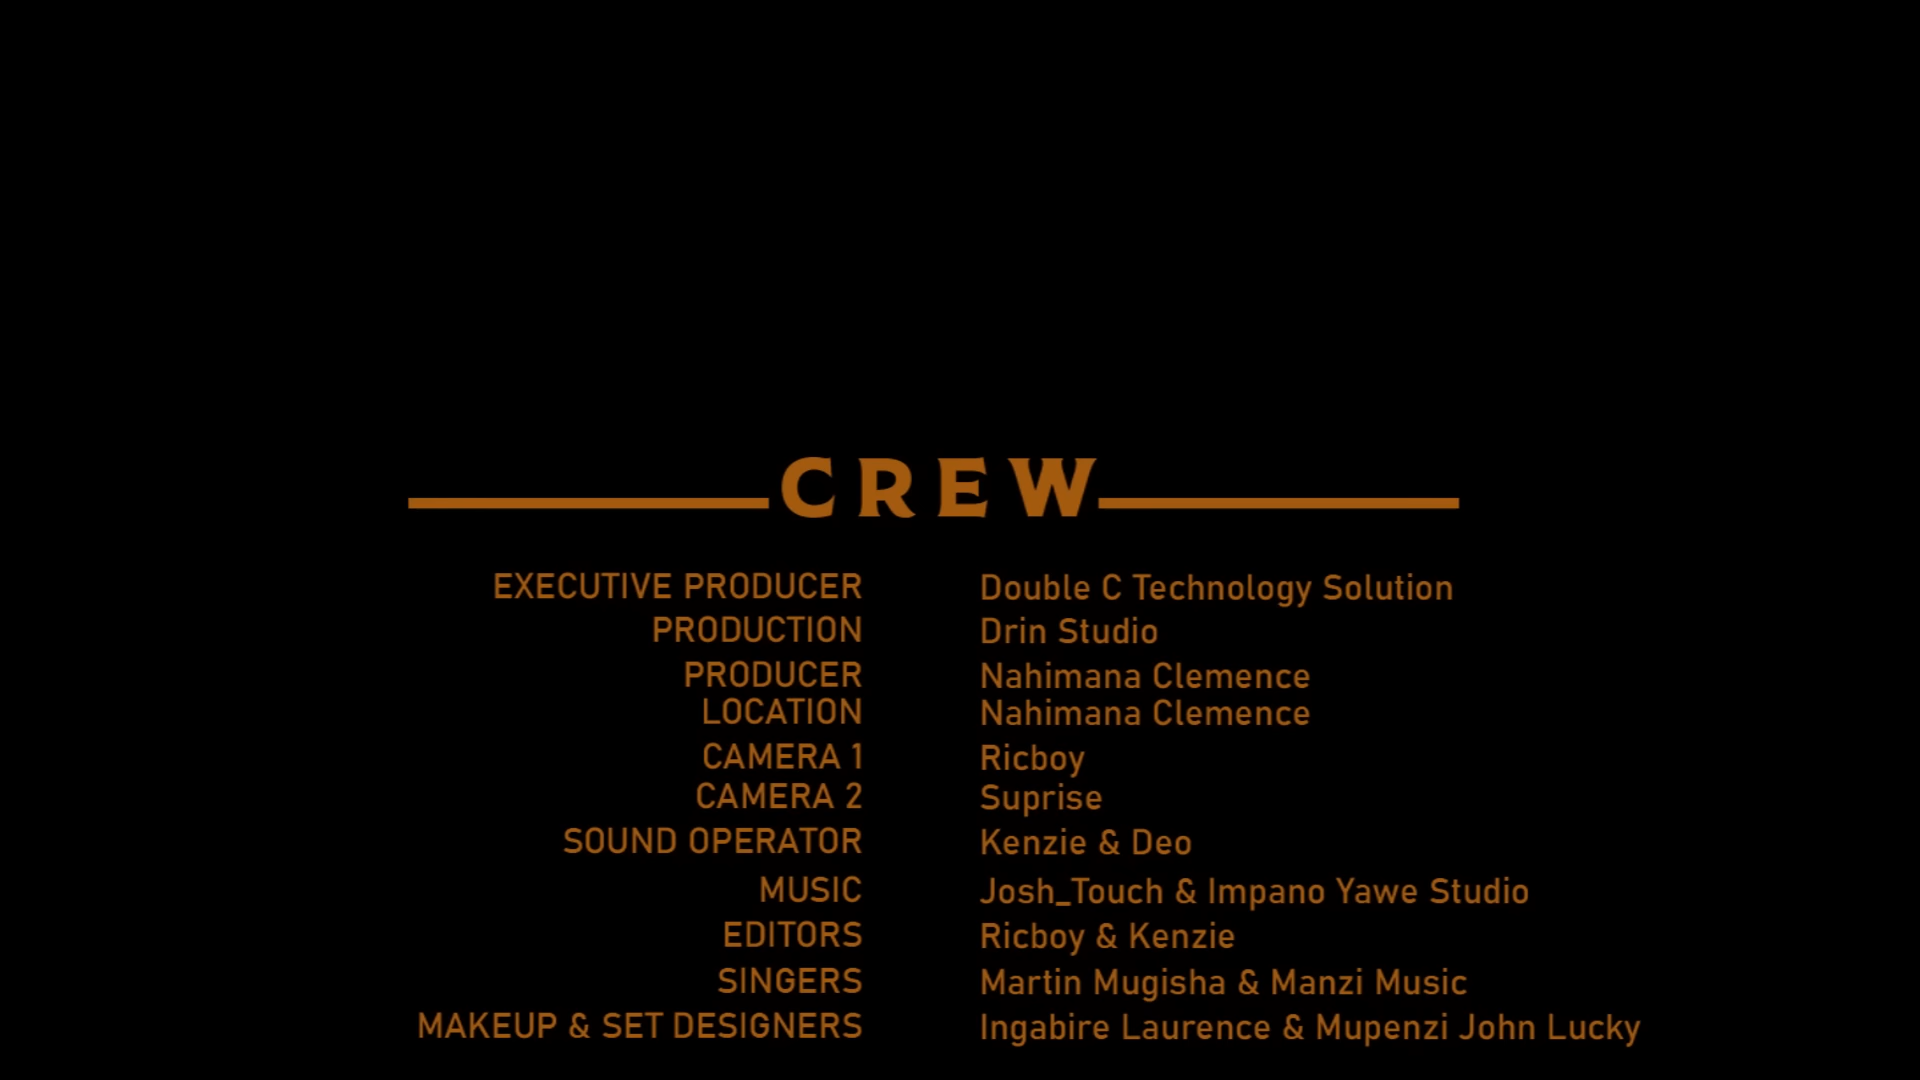 CREW
EXECUTIVE PRODUCER Double C Technology Solution
PRODUCTION Drin Studio
PRODUCER Nahimana Clemence
LOCATION Nahimana Clemence
CAMERA 1 Ricboy
CAMERA 2 Suprise
SOUND OPERATOR Kenzie & Deo
MUSIC Josh_Touch & Impano Yawe Studio
EDITORS Ricboy & Kenzie
SINGERS Martin Mugisha & Manzi Music
MAKEUP & SET DESIGNERS Ingabire Laurence & Mupenzi John Lucky